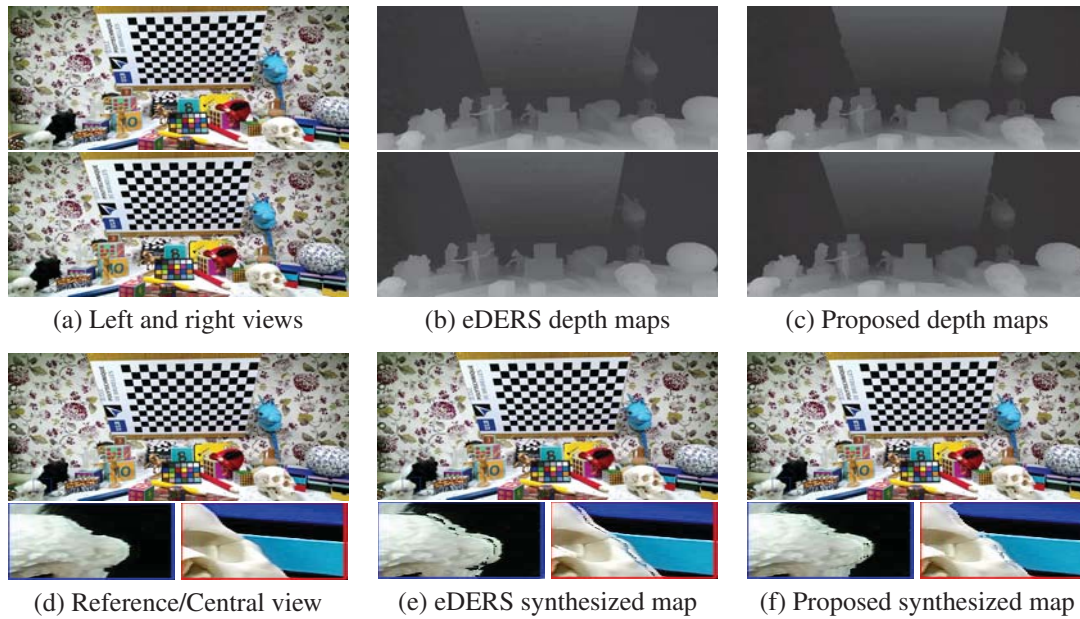 (a) Left and right views
(b) eDERS depth maps
(c) Proposed depth maps
(d) Reference/Central view
(e) eDERS synthesized map
(f) Proposed synthesized map